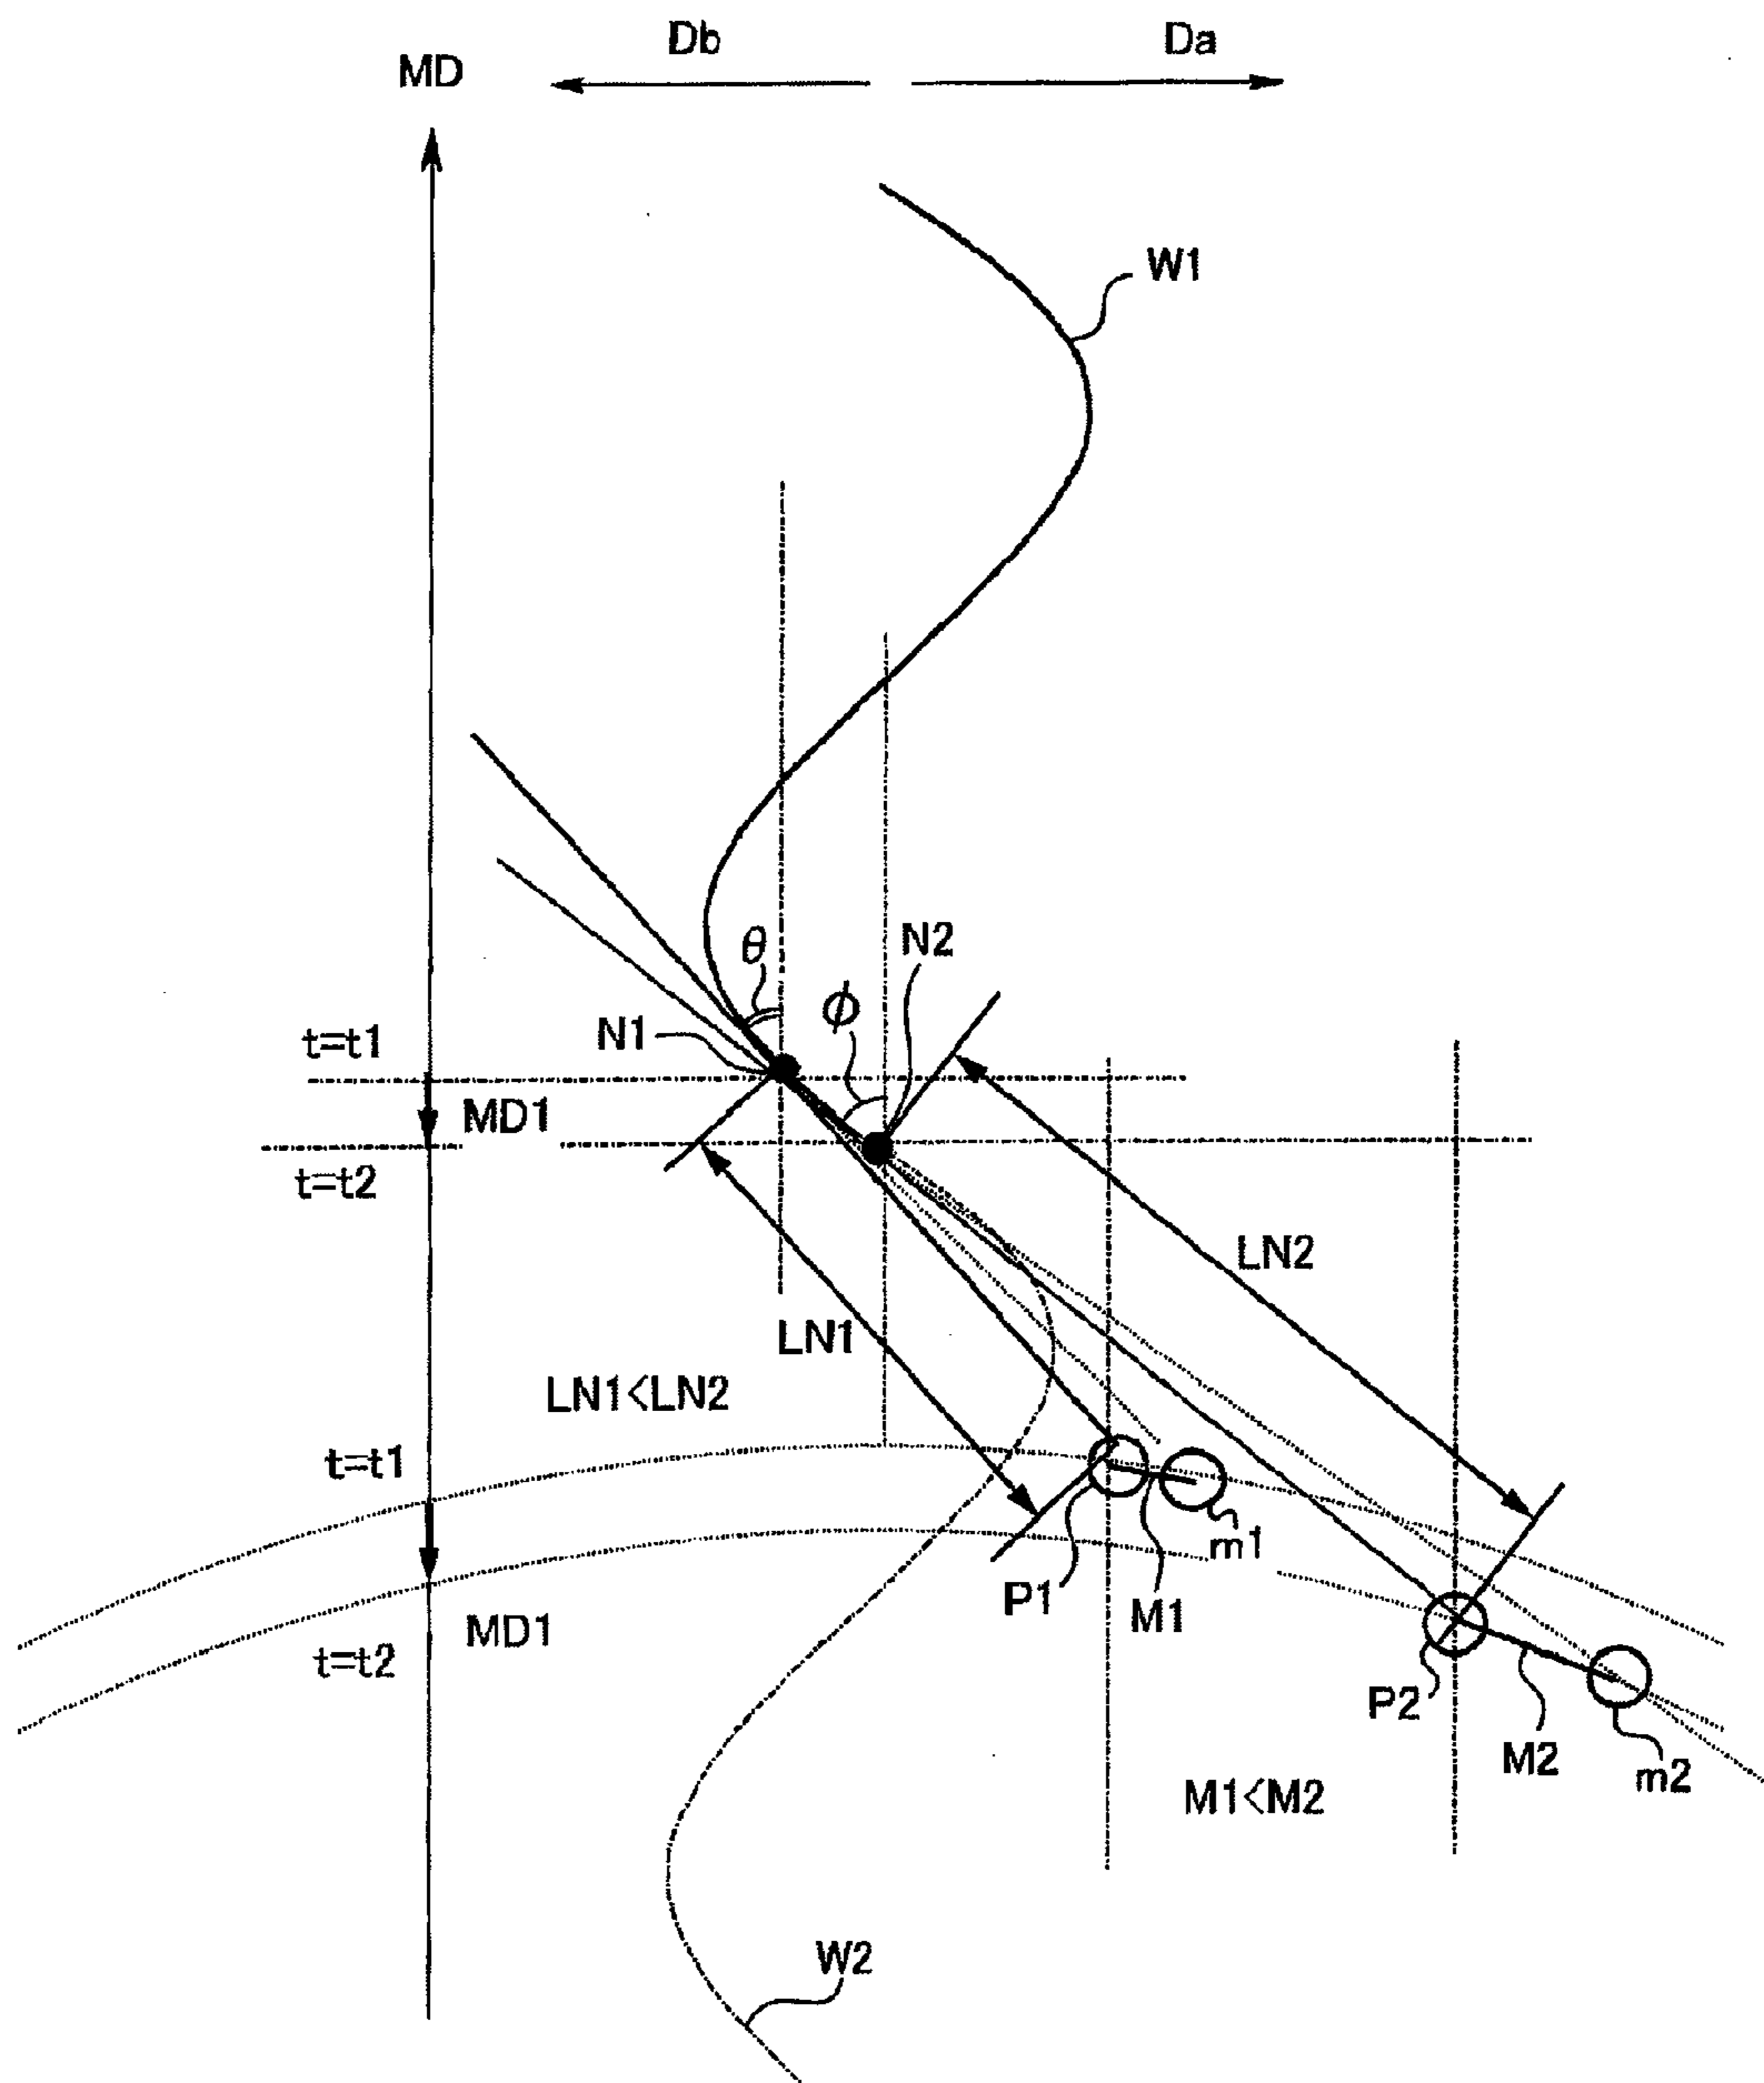 Db
Da
MD
W1
θ
N2
ϕ
N1
t=t1
MD1
t=t2
LN2
LN1
LN1<LN2
t=t1
m1
P1
M1
MD1
t=t2
P2
M2
m2
M1<M2
W2